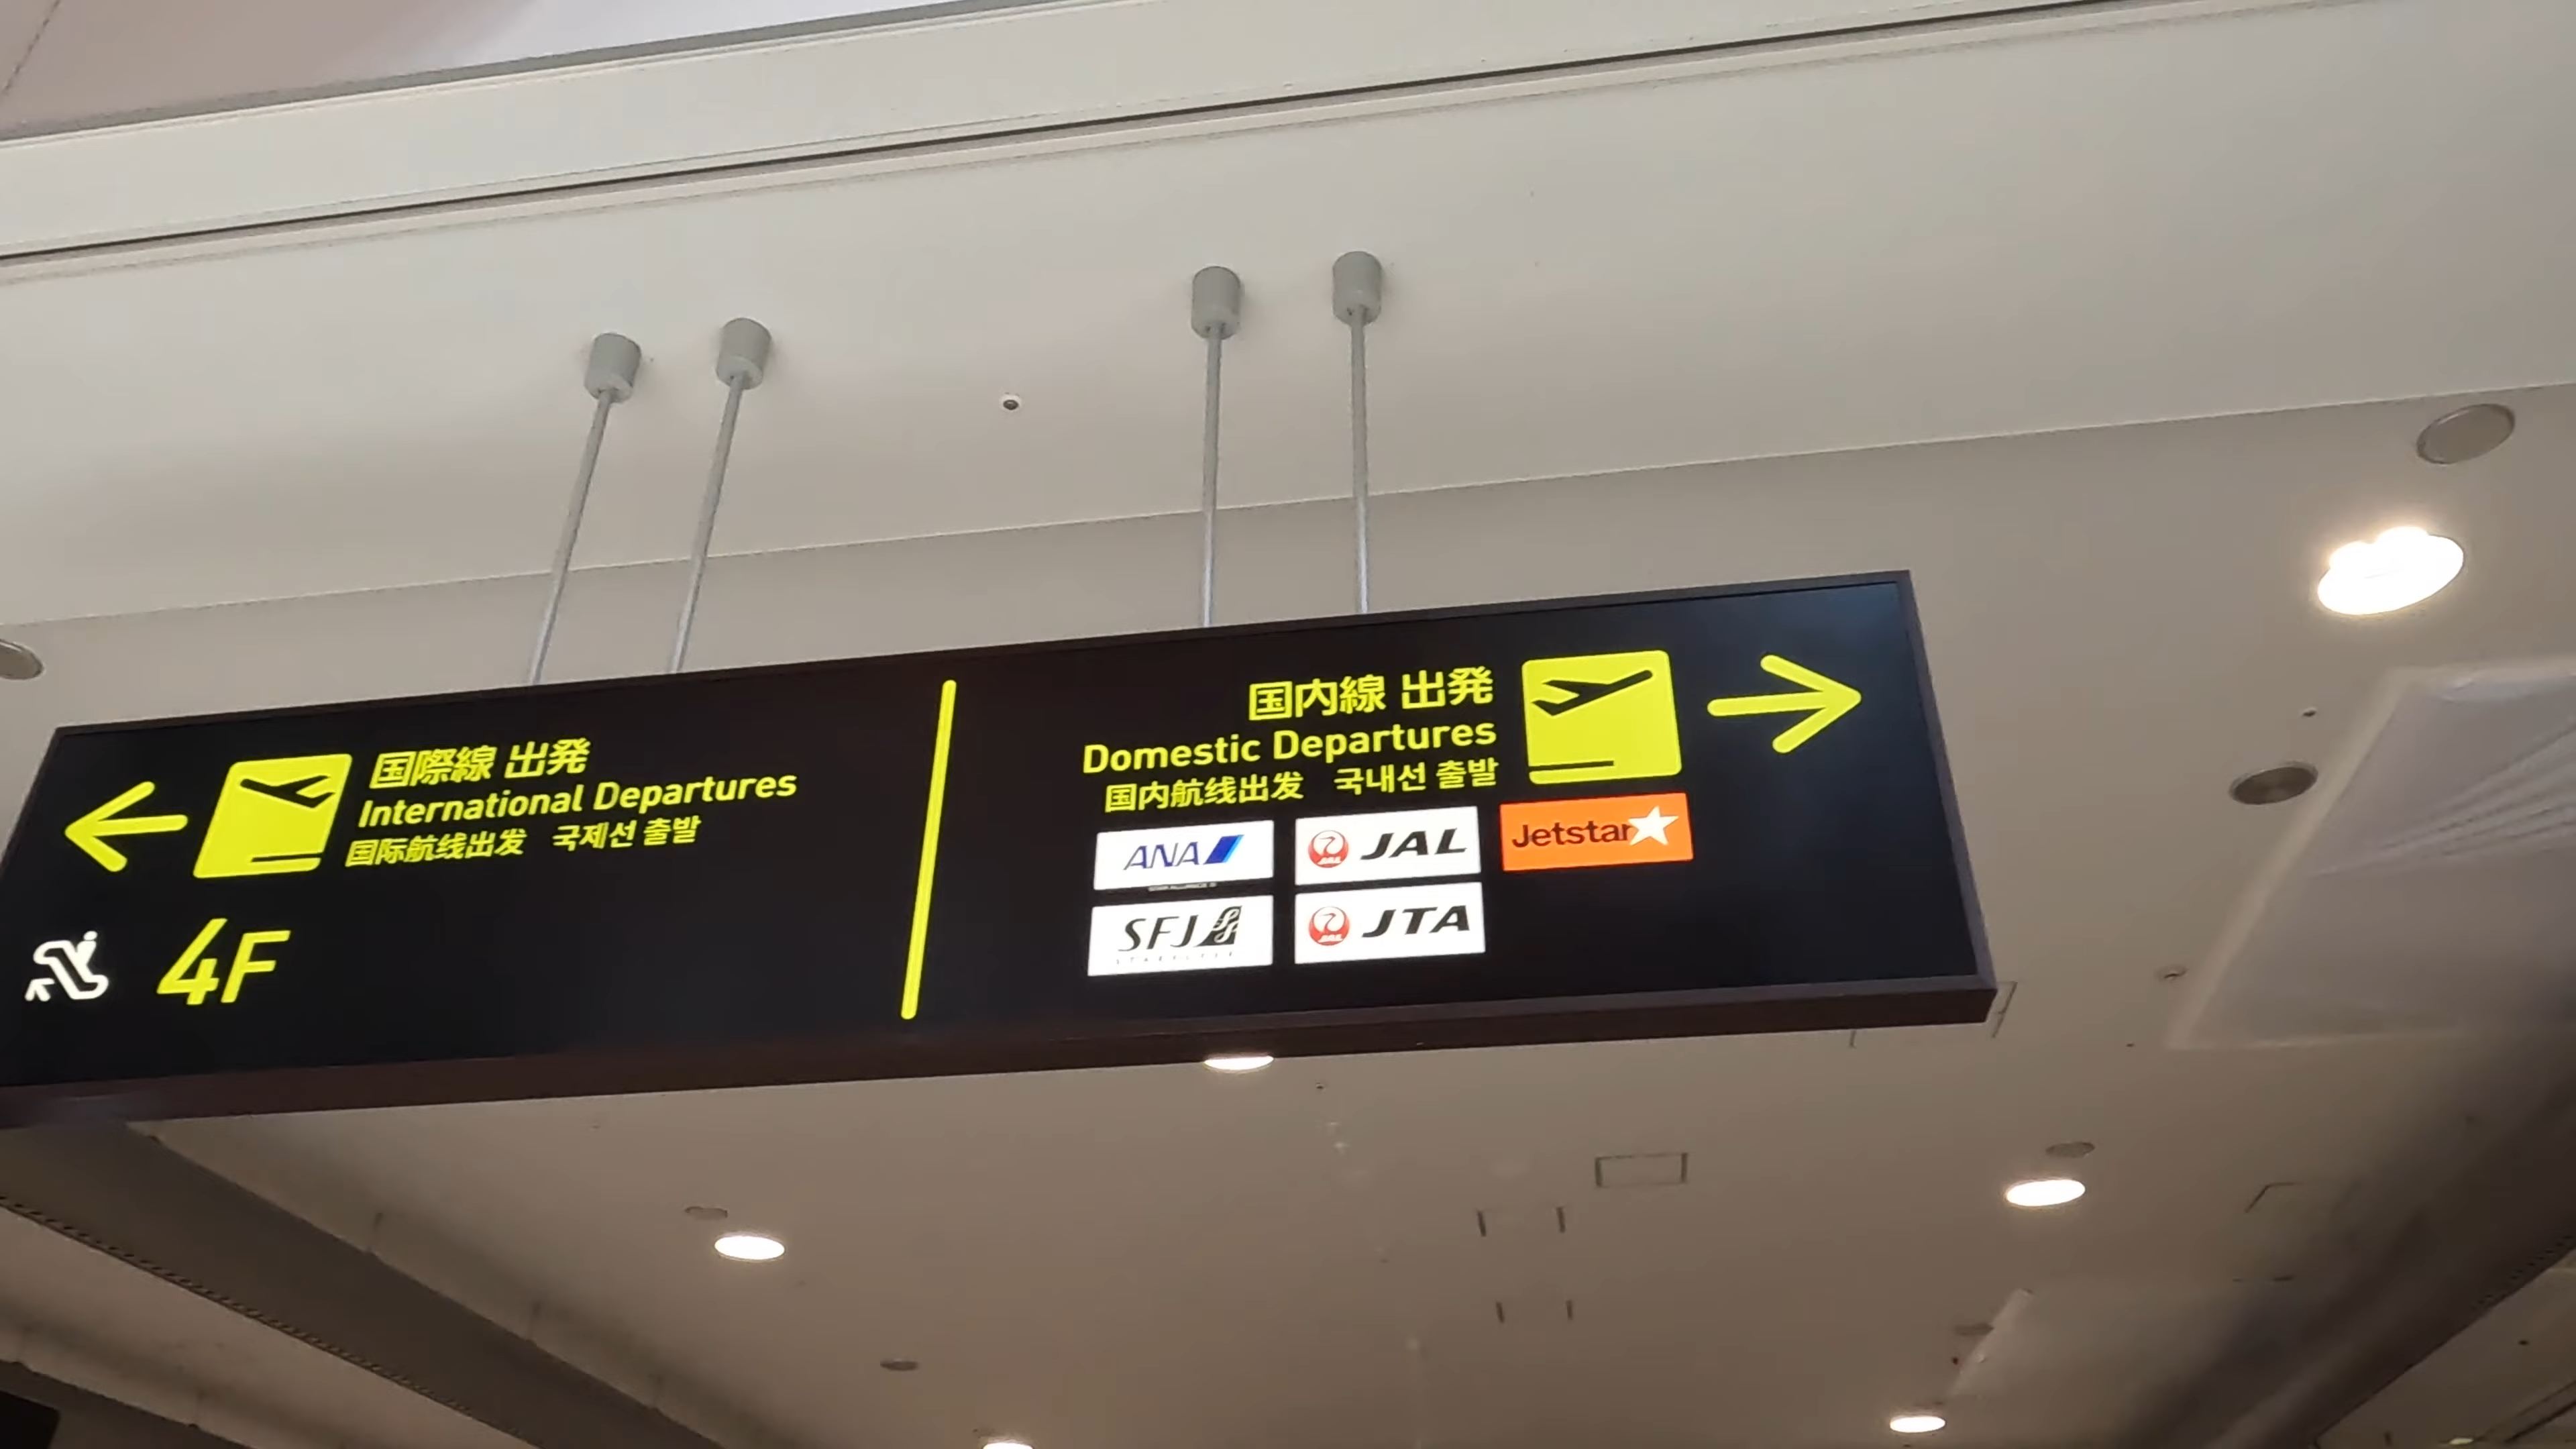 国際線 出発
International Departures
国际航线出发 국제선 출발
4F
国内線 出発
Domestic Departures
国内航线出发 국내선 출발
ANA JAL Jetstar
SFJ JTA